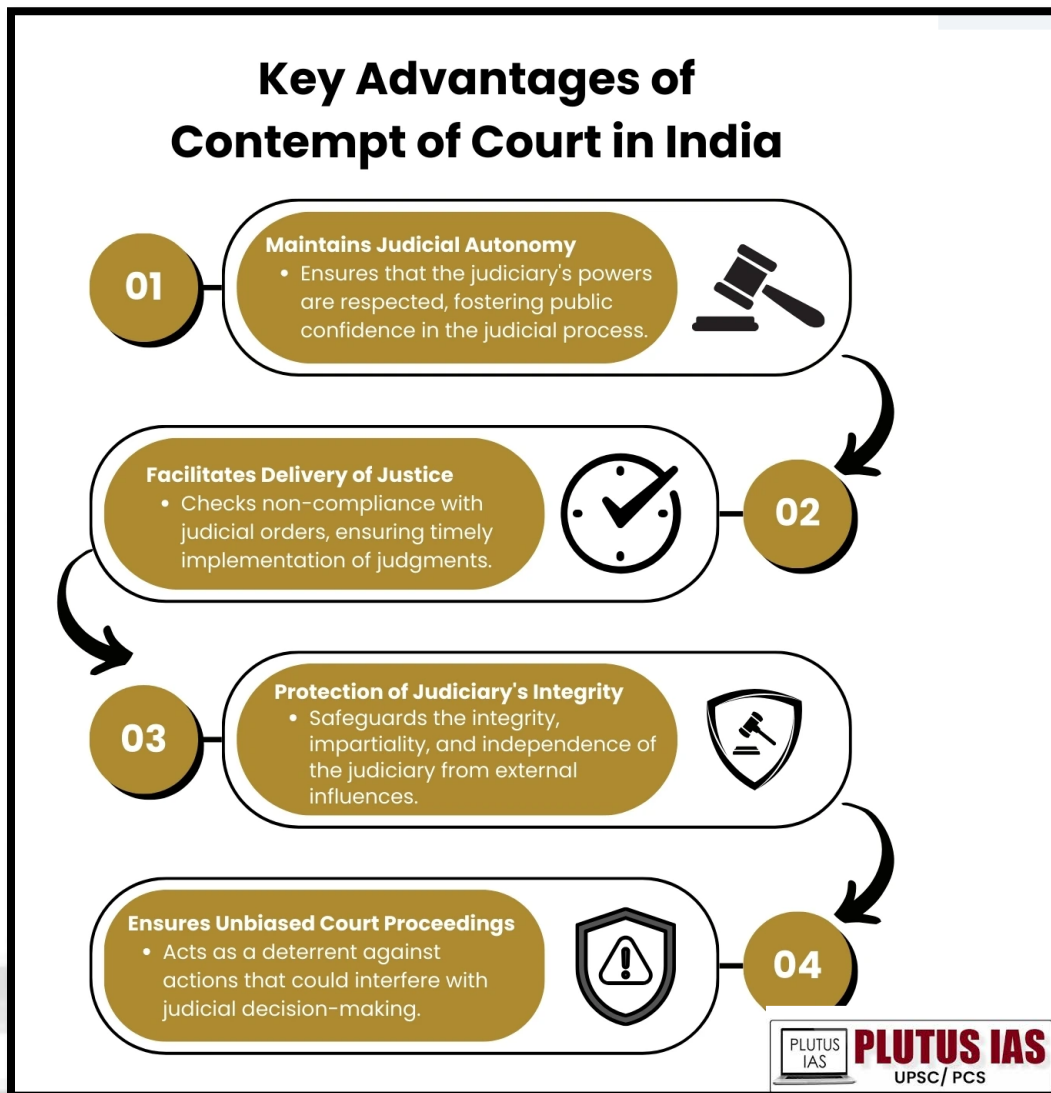 Key Advantages of
Contempt of Court in India
01
Maintains Judicial Autonomy
• Ensures that the judiciary's powers
are respected, fostering public
confidence in the judicial process.
Facilitates Delivery of Justice
• Checks non-compliance with
judicial orders, ensuring timely
implementation of judgments.
02
03
Protection of Judiciary's Integrity
• Safeguards the integrity,
impartiality, and independence of
the judiciary from external
influences.
Ensures Unbiased Court Proceedings
• Acts as a deterrent against
actions that could interfere with
judicial decision-making.
04
PLUTUS
IAS
PLUTUS IAS
UPSC/ PCS